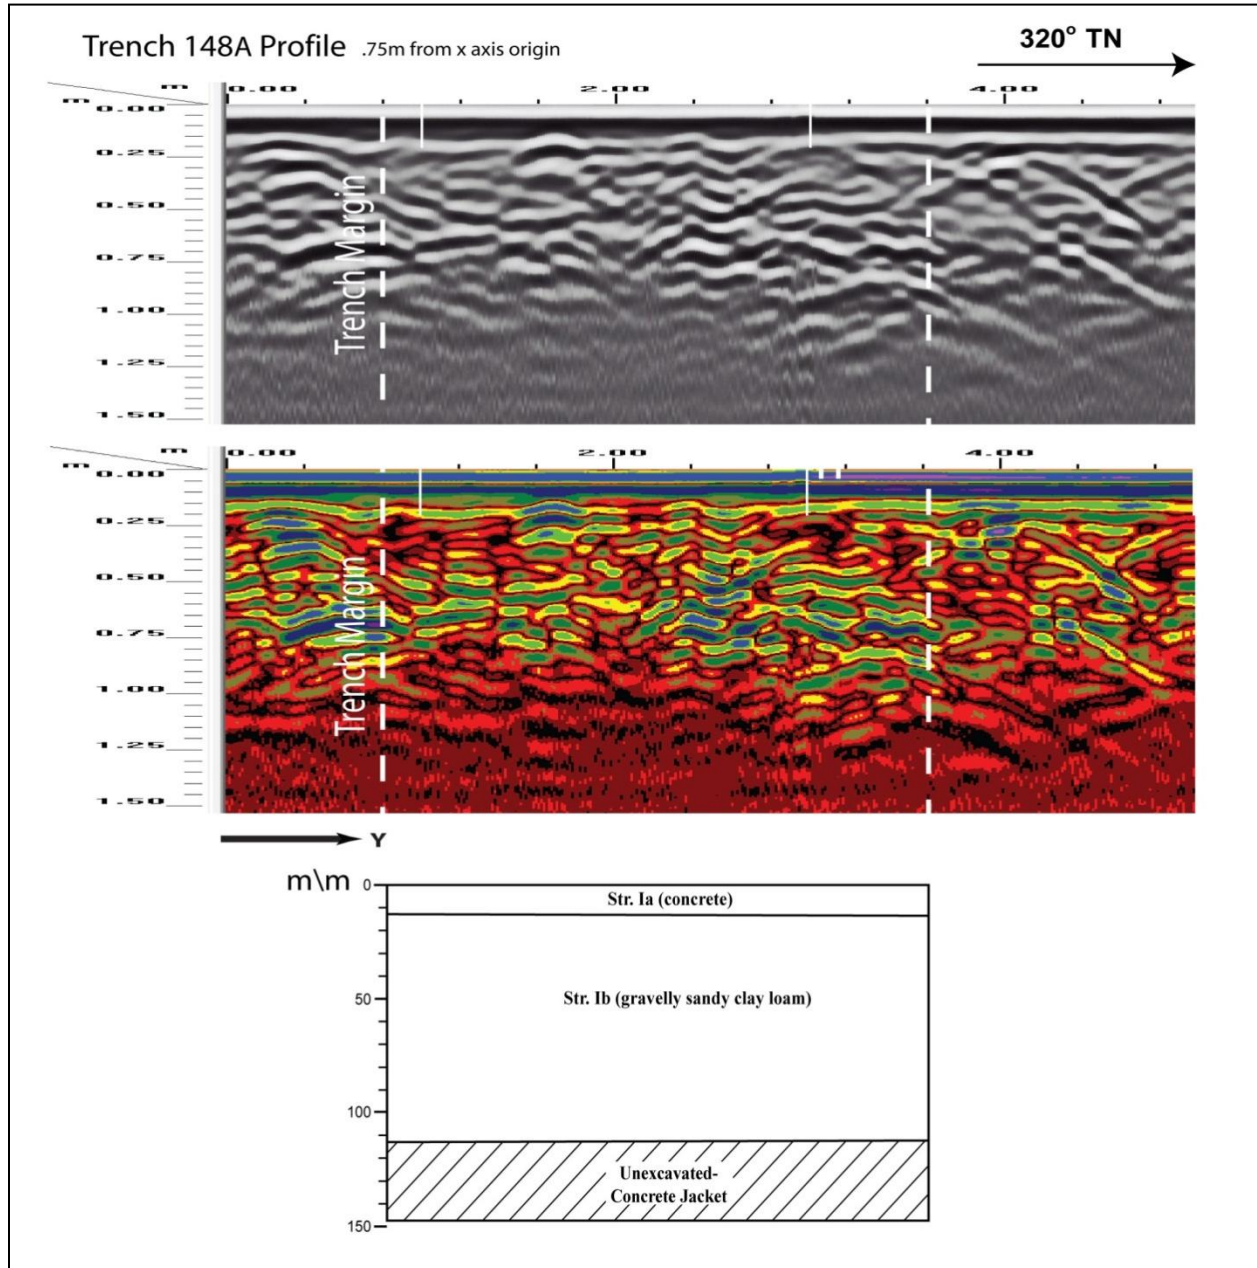 Trench 148A Profile .75m from x axis origin
320° TN
m 0.00 2.00 4.00
m
0.00
0.25
0.50
0.75
1.00
1.25
1.50
Trench Margin
m 0.00 2.00 4.00
m
0.00
0.25
0.50
0.75
1.00
1.25
1.50
Trench Margin
Y
m\m
0
50
100
150
Str. Ia (concrete)
Str. Ib (gravelly sandy clay loam)
Unexcavated-
Concrete Jacket